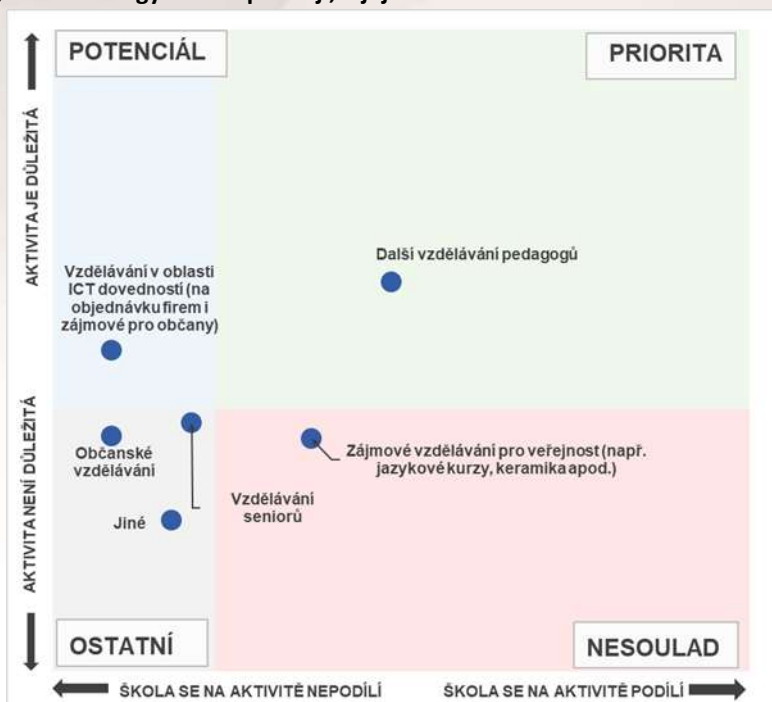 POTENCIÁL
PRIORITA
AKTIVITA JE DŮLEŽITÁ
Další vzdělávání pedagogů
Vzdělávání v oblasti
ICT dovedností (na
objednávku firem i
zájmové pro občany)
AKTIVITA NENÍ DŮLEŽITÁ
Občanské
vzdělávání
Zájmové vzdělávání pro veřejnost (např.
jazykové kurzy, keramika apod.)
Vzdělávání
seniorů
Jiné
OSTATNÍ
NESOULAD
ŠKOLA SE NA AKTIVITĚ NEPODÍLÍ
ŠKOLA SE NA AKTIVITĚ PODÍLÍ